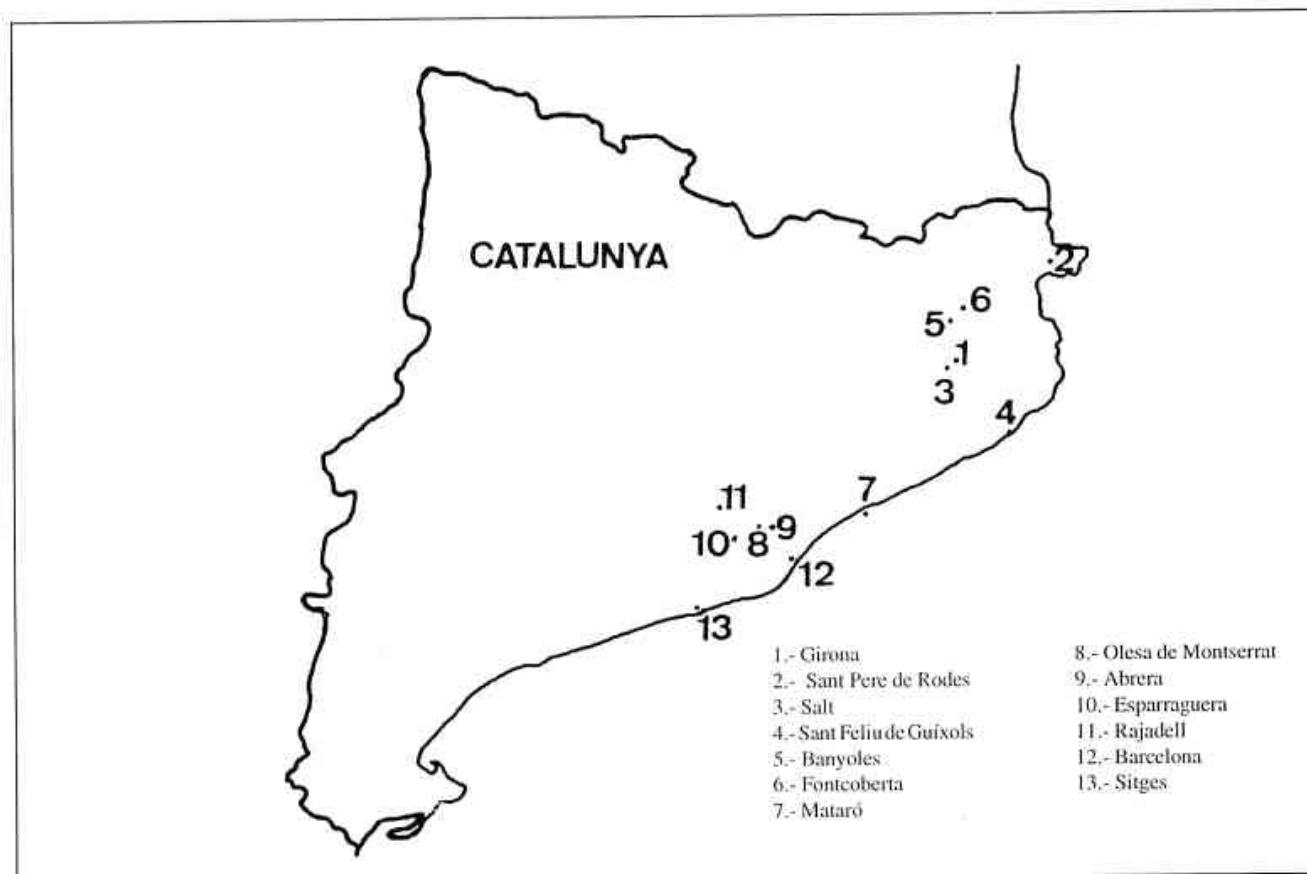 CATALUNYA
2
6
5
1
3
4
7
11
10
8
9
12
13
1.- Girona
2.- Sant Pere de Rodes
3.- Salt
4.- Sant Feliu de Guíxols
5.- Banyoles
6.- Fontcoberta
7.- Mataró
8.- Olesa de Montserrat
9.- Abrera
10.- Esparraguera
11.- Rajadell
12.- Barcelona
13.- Sitges